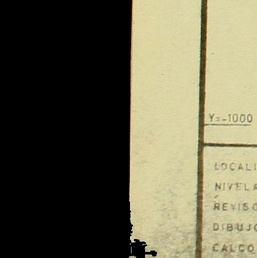 Y=-1000
LOCALI
NIVELA
REVISO
DIBUJO
CALCO